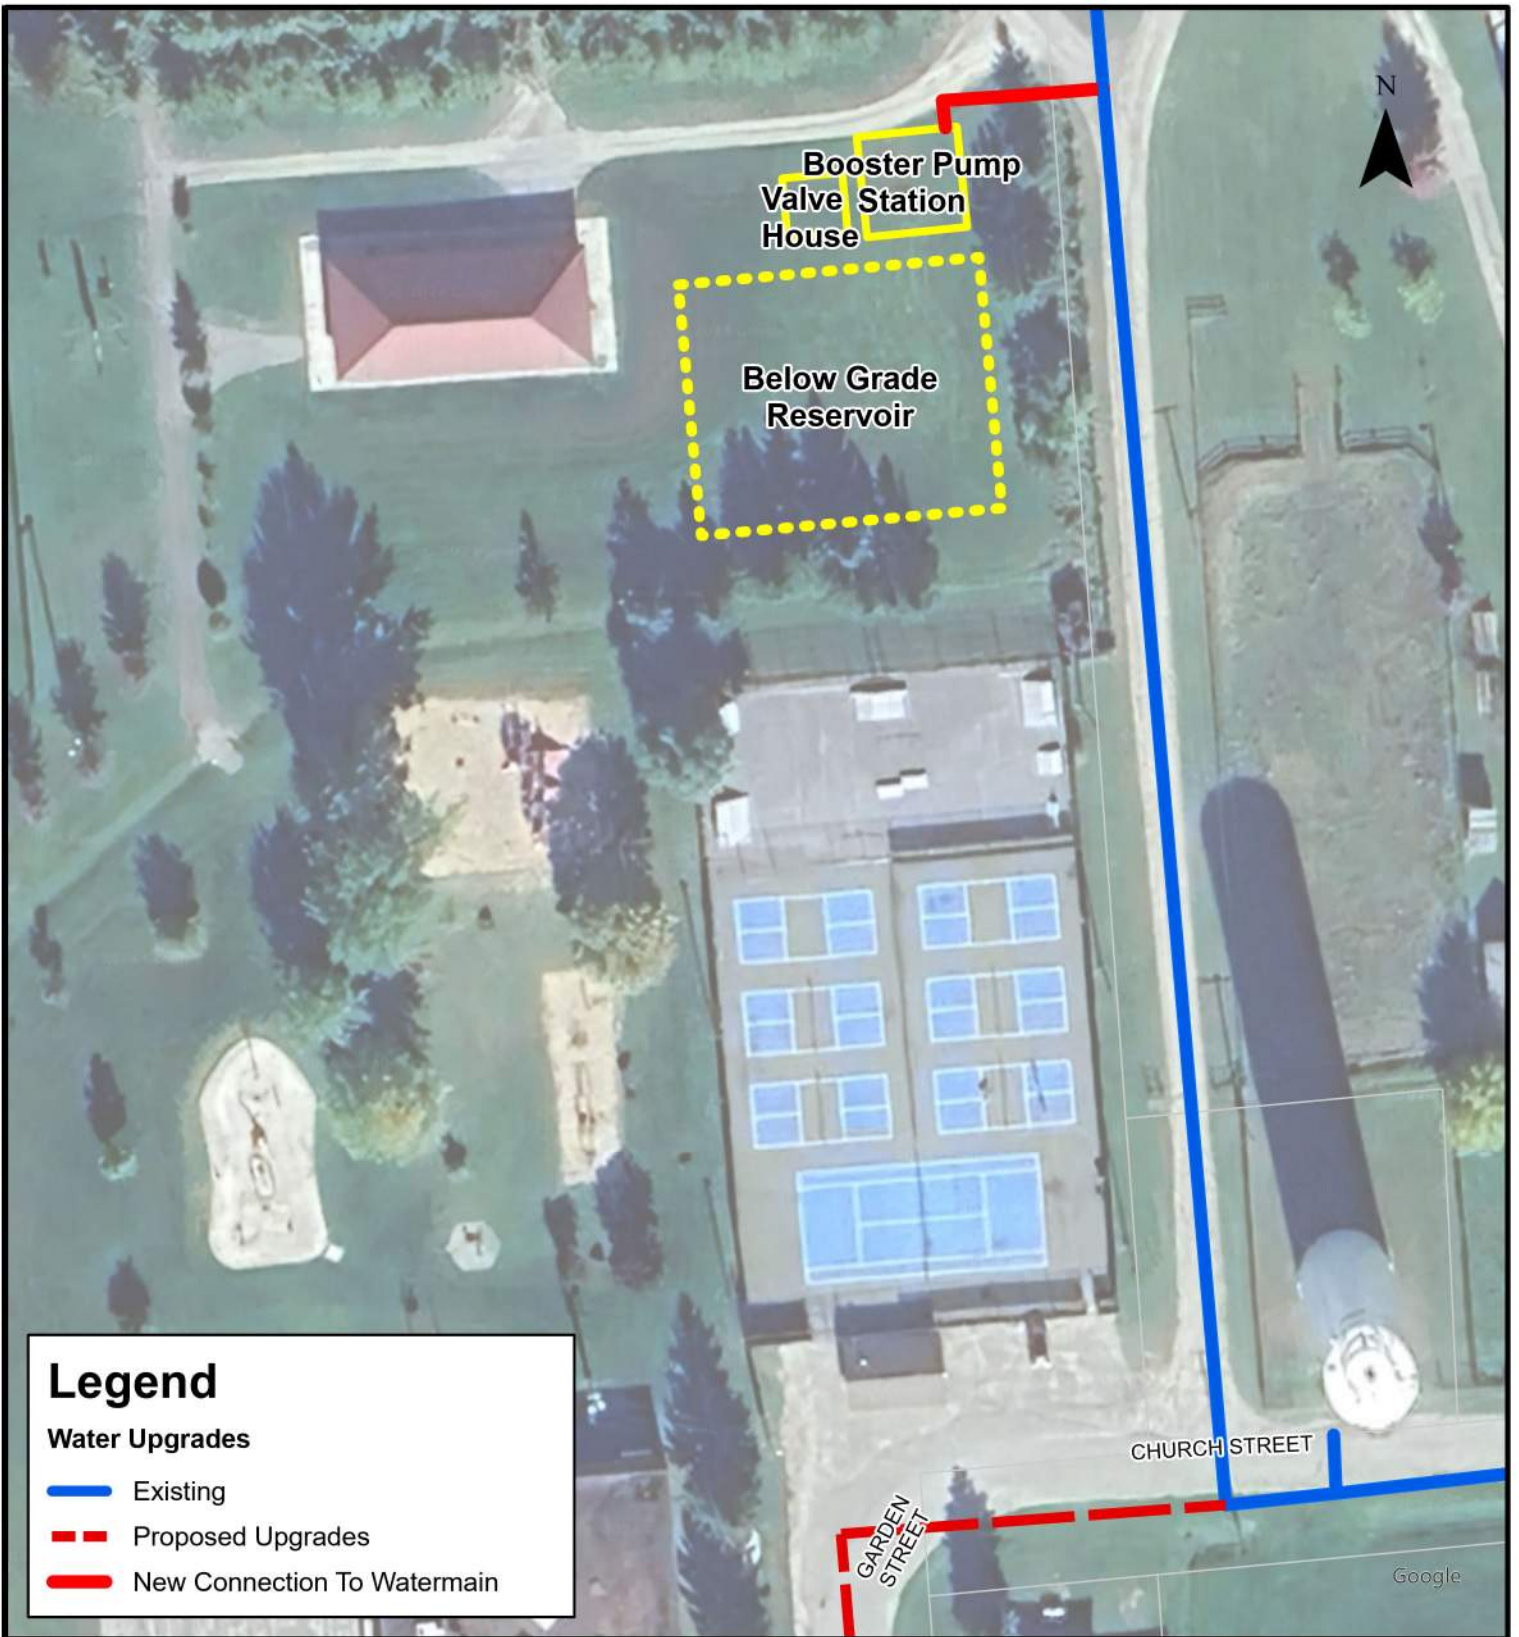 N
Booster Pump
Station
Valve
House
Below Grade
Reservoir
CHURCH STREET
GARDEN
STREET
Google
Legend
Water Upgrades
Existing
Proposed Upgrades
New Connection To Watermain